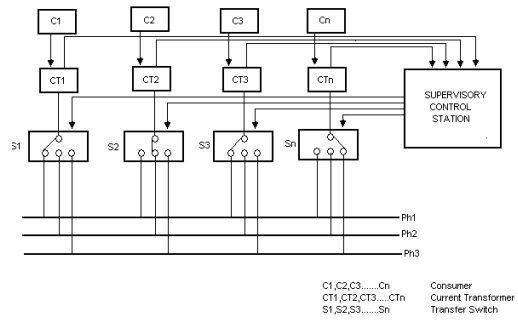 C1 C2 C3 Cn
CT1 CT2 CT3 CTn
SUPERVISORY
CONTROL
STATION
S1 S2 S3 Sn
Ph1
Ph2
Ph3
C1,C2,C3.......Cn Consumer
CT1,CT2,CT3.....CTn Current Transformer
S1,S2,S3.......Sn Transfer Switch